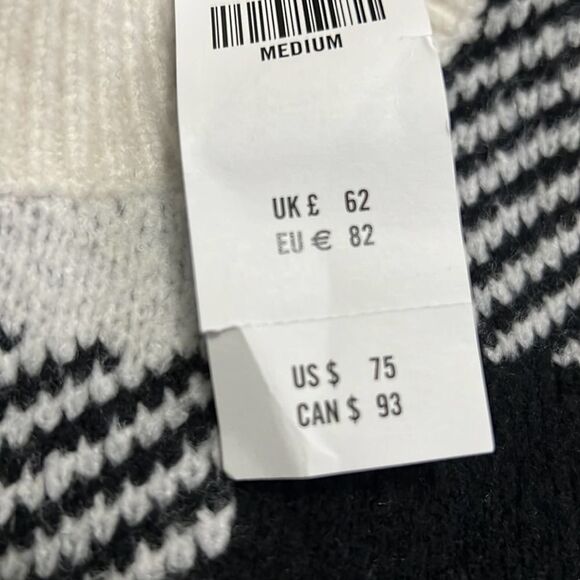 MEDIUM
UK £ 62
EU € 82
US $ 75
CAN $ 93